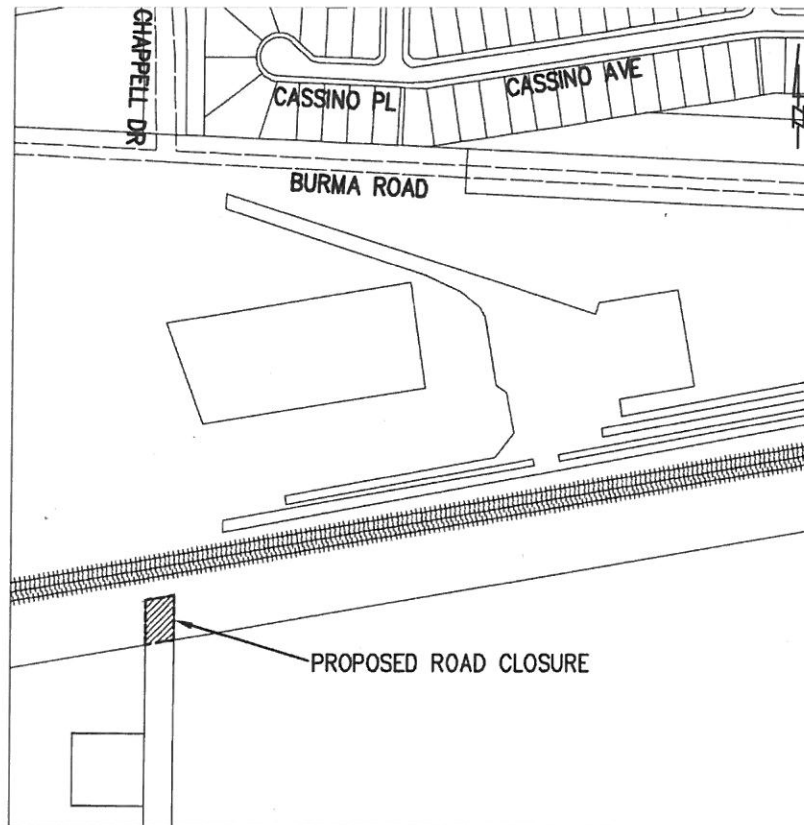 CHAPPELL DR
CASSINO PL
CASSINO AVE
BURMA ROAD
PROPOSED ROAD CLOSURE